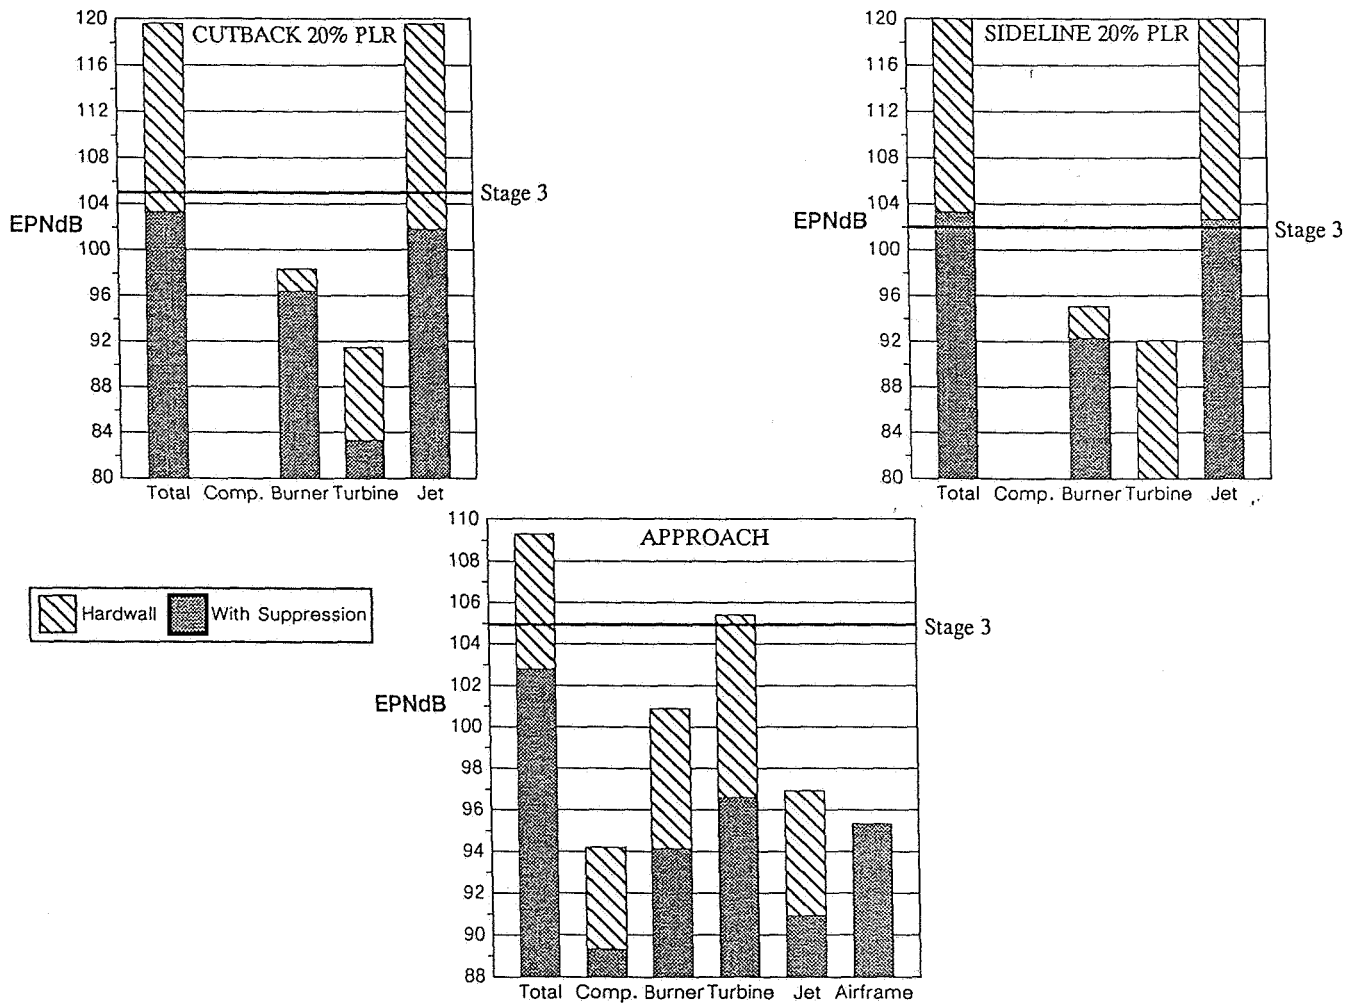 CUTBACK 20% PLR
120
116
112
108
104
100
96
92
88
84
80
EPNdB
Stage 3
Total Comp. Burner Turbine Jet
SIDELINE 20% PLR
120
116
112
108
104
100
96
92
88
84
80
EPNdB
Stage 3
Total Comp. Burner Turbine Jet
Hardwall With Suppression
APPROACH
110
108
106
104
102
100
98
96
94
92
90
88
EPNdB
Stage 3
Total Comp. Burner Turbine Jet Airframe